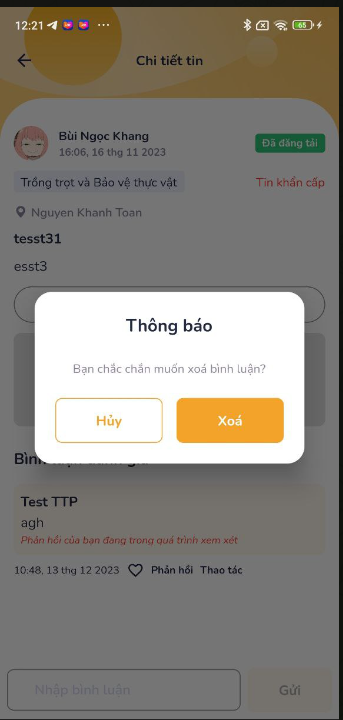 12:21
65
Chi tiết tin
Bùi Ngọc Khang
16:06, 16 thg 11 2023
Đã đăng tải
Trồng trọt và Bảo vệ thực vật
Tin khẩn cấp
Nguyen Khanh Toan
tesst31
esst3
Thông báo
Bạn chắc chắn muốn xoá bình luận?
Hủy
Xoá
Test TTP
agh
Phản hồi của bạn đang trong quá trình xem xét
10:48, 13 thg 12 2023
Phản hồi
Thao tác
Nhập bình luận
Gửi